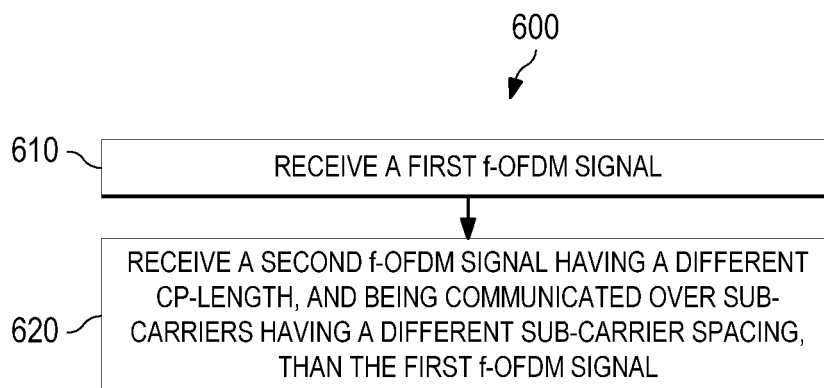 600
610
RECEIVE A FIRST f-OFDM SIGNAL
620
RECEIVE A SECOND f-OFDM SIGNAL HAVING A DIFFERENT
CP-LENGTH, AND BEING COMMUNICATED OVER SUB-
CARRIERS HAVING A DIFFERENT SUB-CARRIER SPACING,
THAN THE FIRST f-OFDM SIGNAL